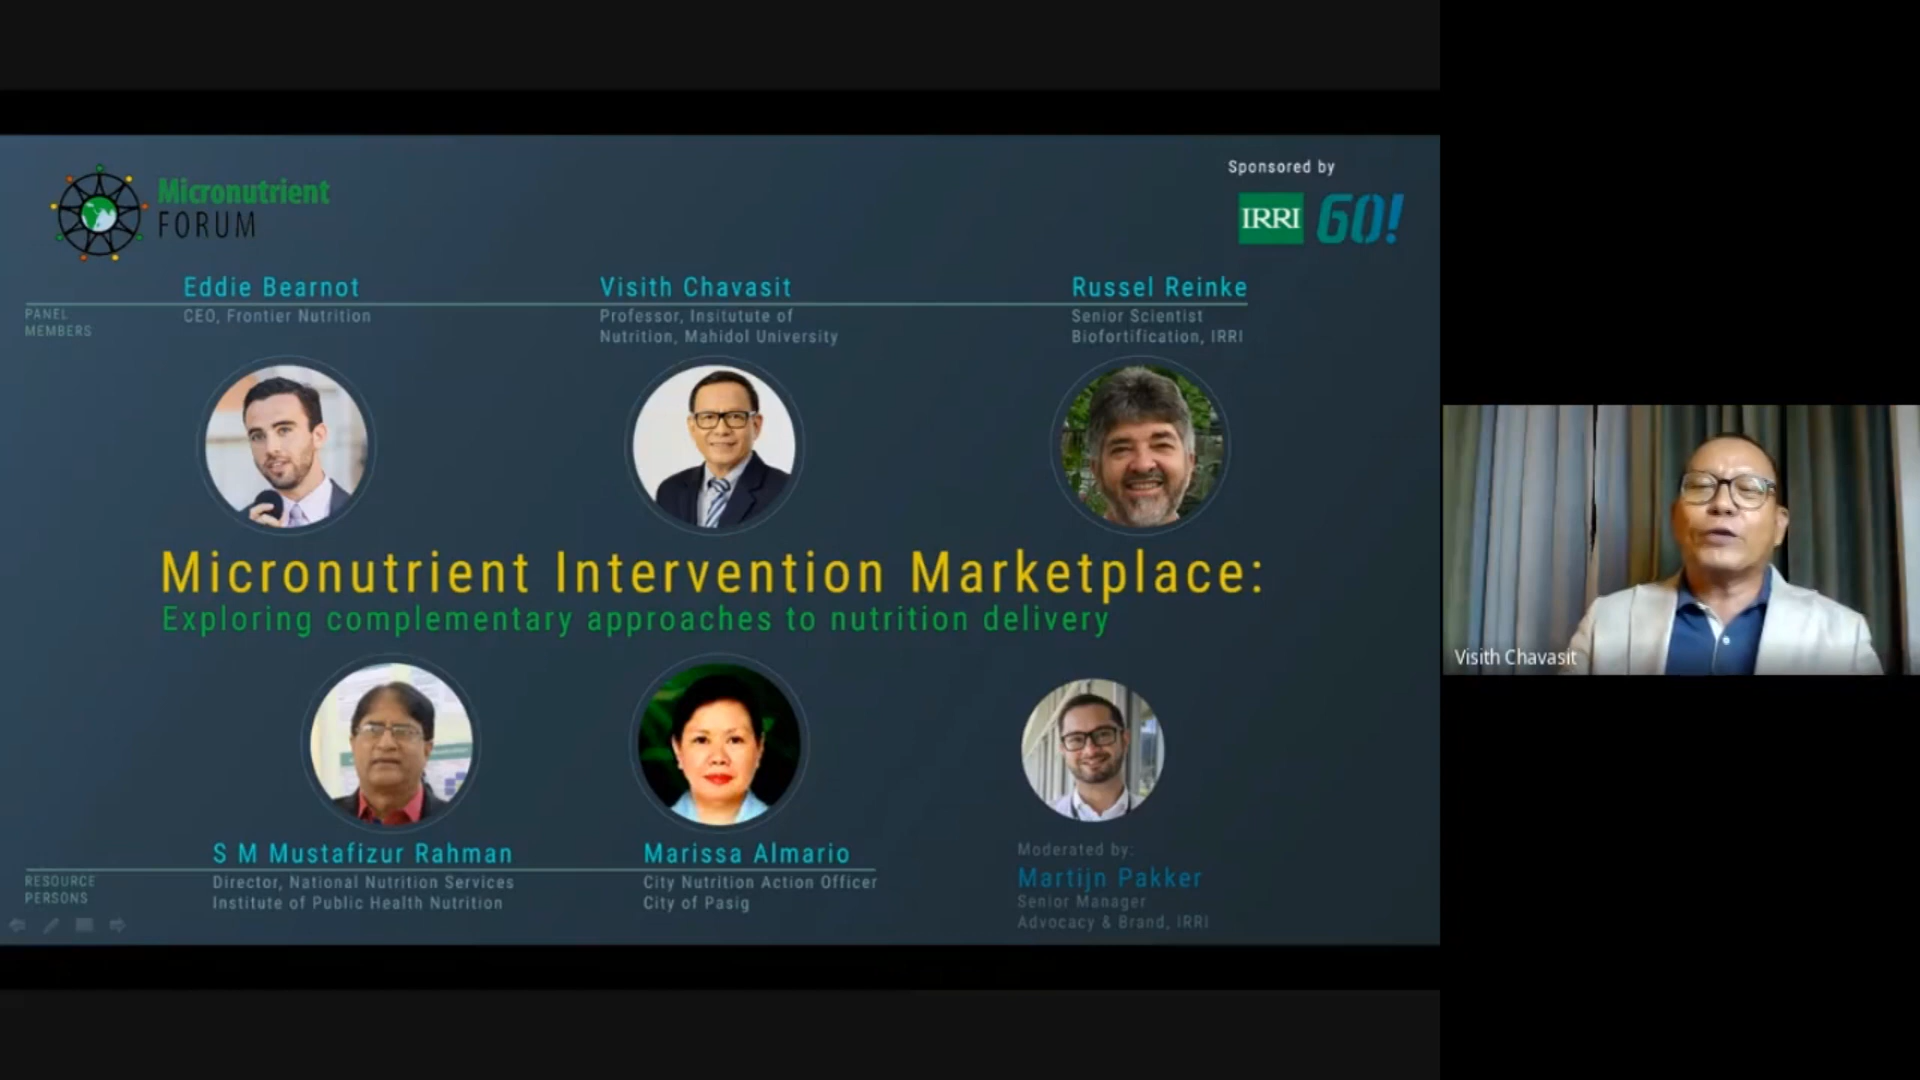 Micronutrient
FORUM
Sponsored by
IRRI 60!
PANEL
MEMBERS
Eddie Bearnot
CEO, Frontier Nutrition
Visith Chavasit
Professor, Insitutute of
Nutrition, Mahidol University
Russel Reinke
Senior Scientist
Biofortification, IRRI
Micronutrient Intervention Marketplace:
Exploring complementary approaches to nutrition delivery
Visith Chavasit
RESOURCE
PERSONS
S M Mustafizur Rahman
Director, National Nutrition Services
Institute of Public Health Nutrition
Marissa Almario
City Nutrition Action Officer
City of Pasig
Moderated by:
Martijn Pakker
Senior Manager
Advocacy & Brand, IRRI